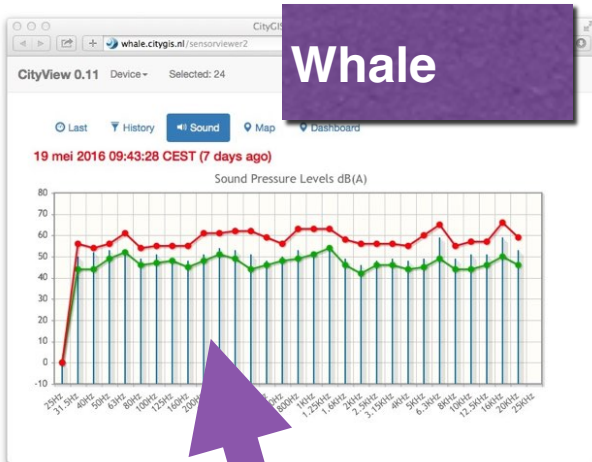 CityGIS
whale.citygis.nl/sensorviewer2
Whale
CityView 0.11 Device Selected: 24
Last History Sound Map Dashboard
19 mei 2016 09:43:28 CEST (7 days ago)
Sound Pressure Levels dB(A)
80
70
60
50
40
30
20
10
0
-10
25Hz 31.5Hz 40Hz 50Hz 63Hz 80Hz 100Hz 125Hz 160Hz 200Hz 800Hz 1KHz 1.25KHz 1.6KHz 2KHz 2.5KHz 3.15KHz 4KHz 5KHz 6.3KHz 8KHz 10KHz 12.5KHz 16KHz 20KHz 25KHz